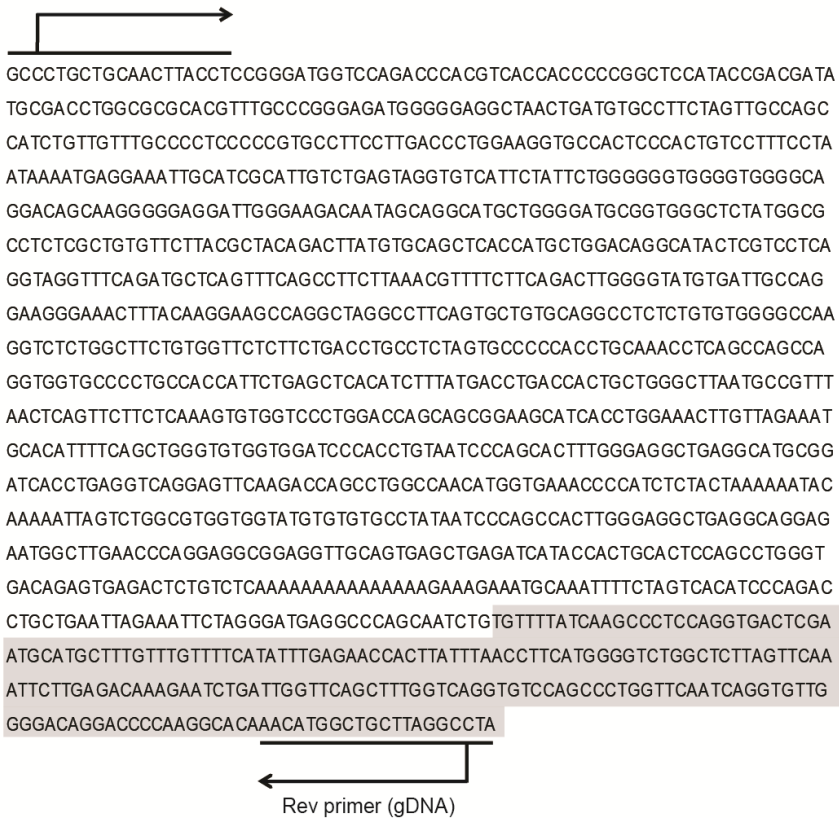 GCCCTGCTGCAACTTACCTCCGGGATGGTCCAGACCCACGTCACCACCCCCGGCTCCATACCGACGATA
TGCGACCTGGCGCGCACGTTTGCCCGGGAGATGGGGGAGGCTAACTGATGTGCCTTCTAGTTGCCAGC
CATCTGTTGTTTGCCCCTCCCCCGTGCCTTCCTTGACCCTGGAAGGTGCCACTCCCACTGTCCTTTCCTA
ATAAAATGAGGAAATTGCATCGCATTGTCTGAGTAGGTGTCATTCTATTCTGGGGGGTGGGGTGGGGCA
GGACAGCAAGGGGGAGGATTGGGAAGACAATAGCAGGCATGCTGGGGATGCGGTGGGCTCTATGGCG
CCTCTCGCTGTGTTCTTACGCTACAGACTTATGTGCAGCTCACCATGCTGGACAGGCATACTCGTCCTCA
GGTAGGTTTCAGATGCTCAGTTTCAGCCTTCTTAAACGTTTTCTTCAGACTTGGGGTATGTGATTGCCAG
GAAGGGAAACTTTACAAGGAAGCCAGGCTAGGCCTTCAGTGCTGTGCAGGCCTCTCTGTGTGGGGCCAA
GGTCTCTGGCTTCTGTGGTTCTCTTCTGACCTGCCTCTAGTGCCCCCACCTGCAAACCTCAGCCAGCCA
GGTGGTGCCCCTGCCACCATTCTGAGCTCACATCTTTATGACCTGACCACTGCTGGGCTTAATGCCGTTT
AACTCAGTTCTTCTCAAAGTGTGGTCCCTGGACCAGCAGCGGAAGCATCACCTGGAAACTTGTTAGAAAT
GCACATTTTCAGCTGGGTGTGGTGGATCCCACCTGTAATCCCAGCACTTTGGGAGGCTGAGGCATGCGG
ATCACCTGAGGTCAGGAGTTCAAGACCAGCCTGGCCAACATGGTGAAACCCCATCTCTACTAAAAAATAC
AAAAATTAGTCTGGCGTGGTGGTATGTGTGTGCCTATAATCCCAGCCACTTGGGAGGCTGAGGCAGGAG
AATGGCTTGAACCCAGGAGGCGGAGGTTGCAGTGAGCTGAGATCATACCACTGCACTCCAGCCTGGGT
GACAGAGTGAGACTCTGTCTCAAAAAAAAAAAAAAAGAAAGAAATGCAAATTTTCTAGTCACATCCCAGAC
CTGCTGAATTAGAAATTCTAGGGATGAGGCCCAGCAATCTGTGTTTTATCAAGCCCTCCAGGTGACTCGA
ATGCATGCTTTGTTTGTTTTCATATTTGAGAACCACTTATTTAACCTTCATGGGGTCTGGCTCTTAGTTCAA
ATTCTTGAGACAAAGAATCTGATTGGTTCAGCTTTGGTCAGGTGTCCAGCCCTGGTTCAATCAGGTGTTG
GGGACAGGACCCCAAGGCACAAACATGGCTGCTTAGGCCTA
Rev primer (gDNA)